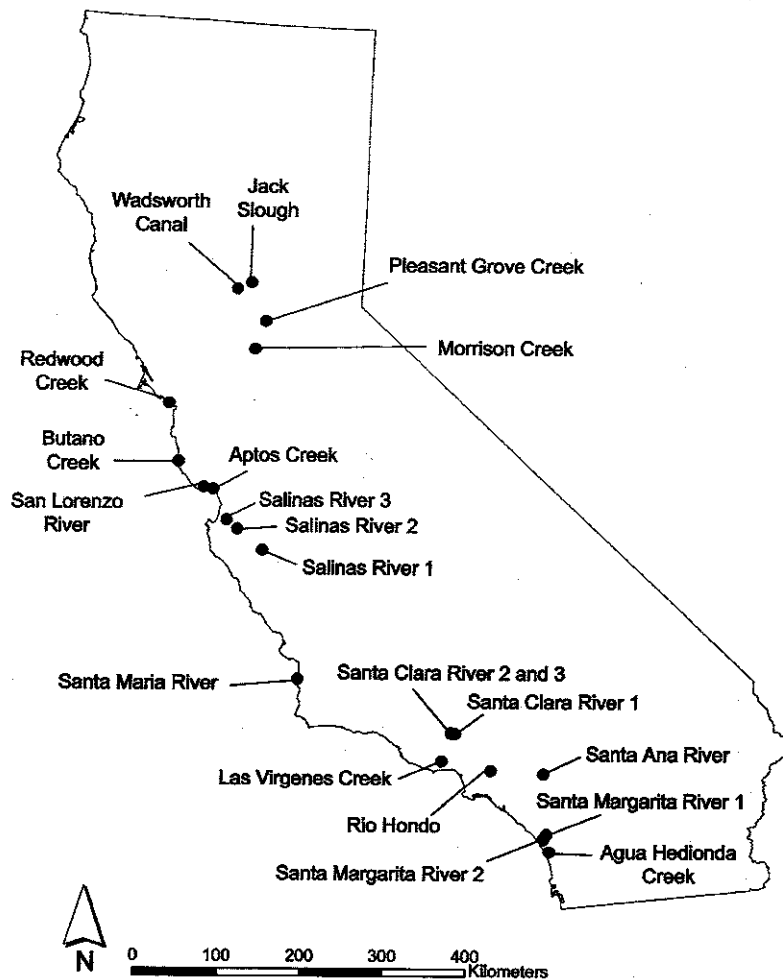 Jack
Slough
Wadsworth
Canal
Pleasant Grove Creek
Morrison Creek
Redwood
Creek
Butano
Creek
Aptos Creek
San Lorenzo
River
Salinas River 3
Salinas River 2
Salinas River 1
Santa Maria River
Santa Clara River 2 and 3
Santa Clara River 1
Las Virgenes Creek
Santa Ana River
Rio Hondo
Santa Margarita River 1
Santa Margarita River 2
Agua Hedionda
Creek
N
0 100 200 300 400
Kilometers